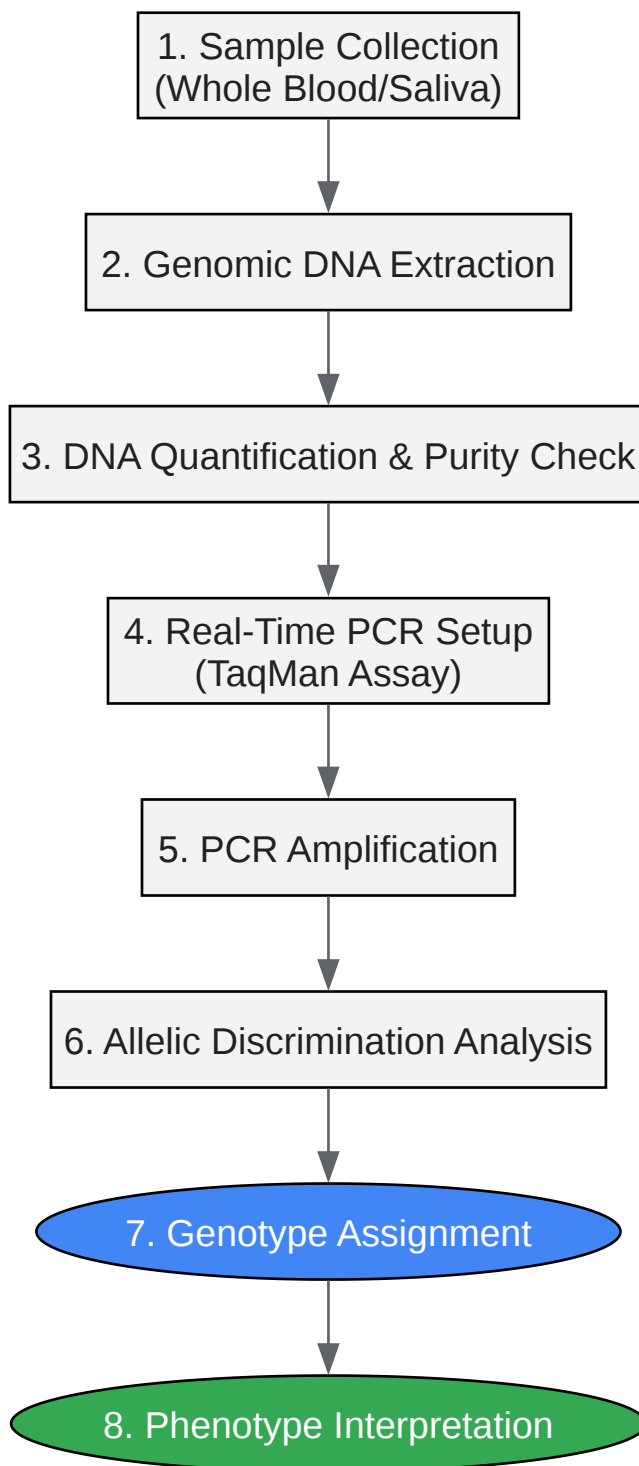 1. Sample Collection
(Whole Blood/Saliva)
2. Genomic DNA Extraction
3. DNA Quantification & Purity Check
4. Real-Time PCR Setup
(TaqMan Assay)
5. PCR Amplification
6. Allelic Discrimination Analysis
7. Genotype Assignment
8. Phenotype Interpretation